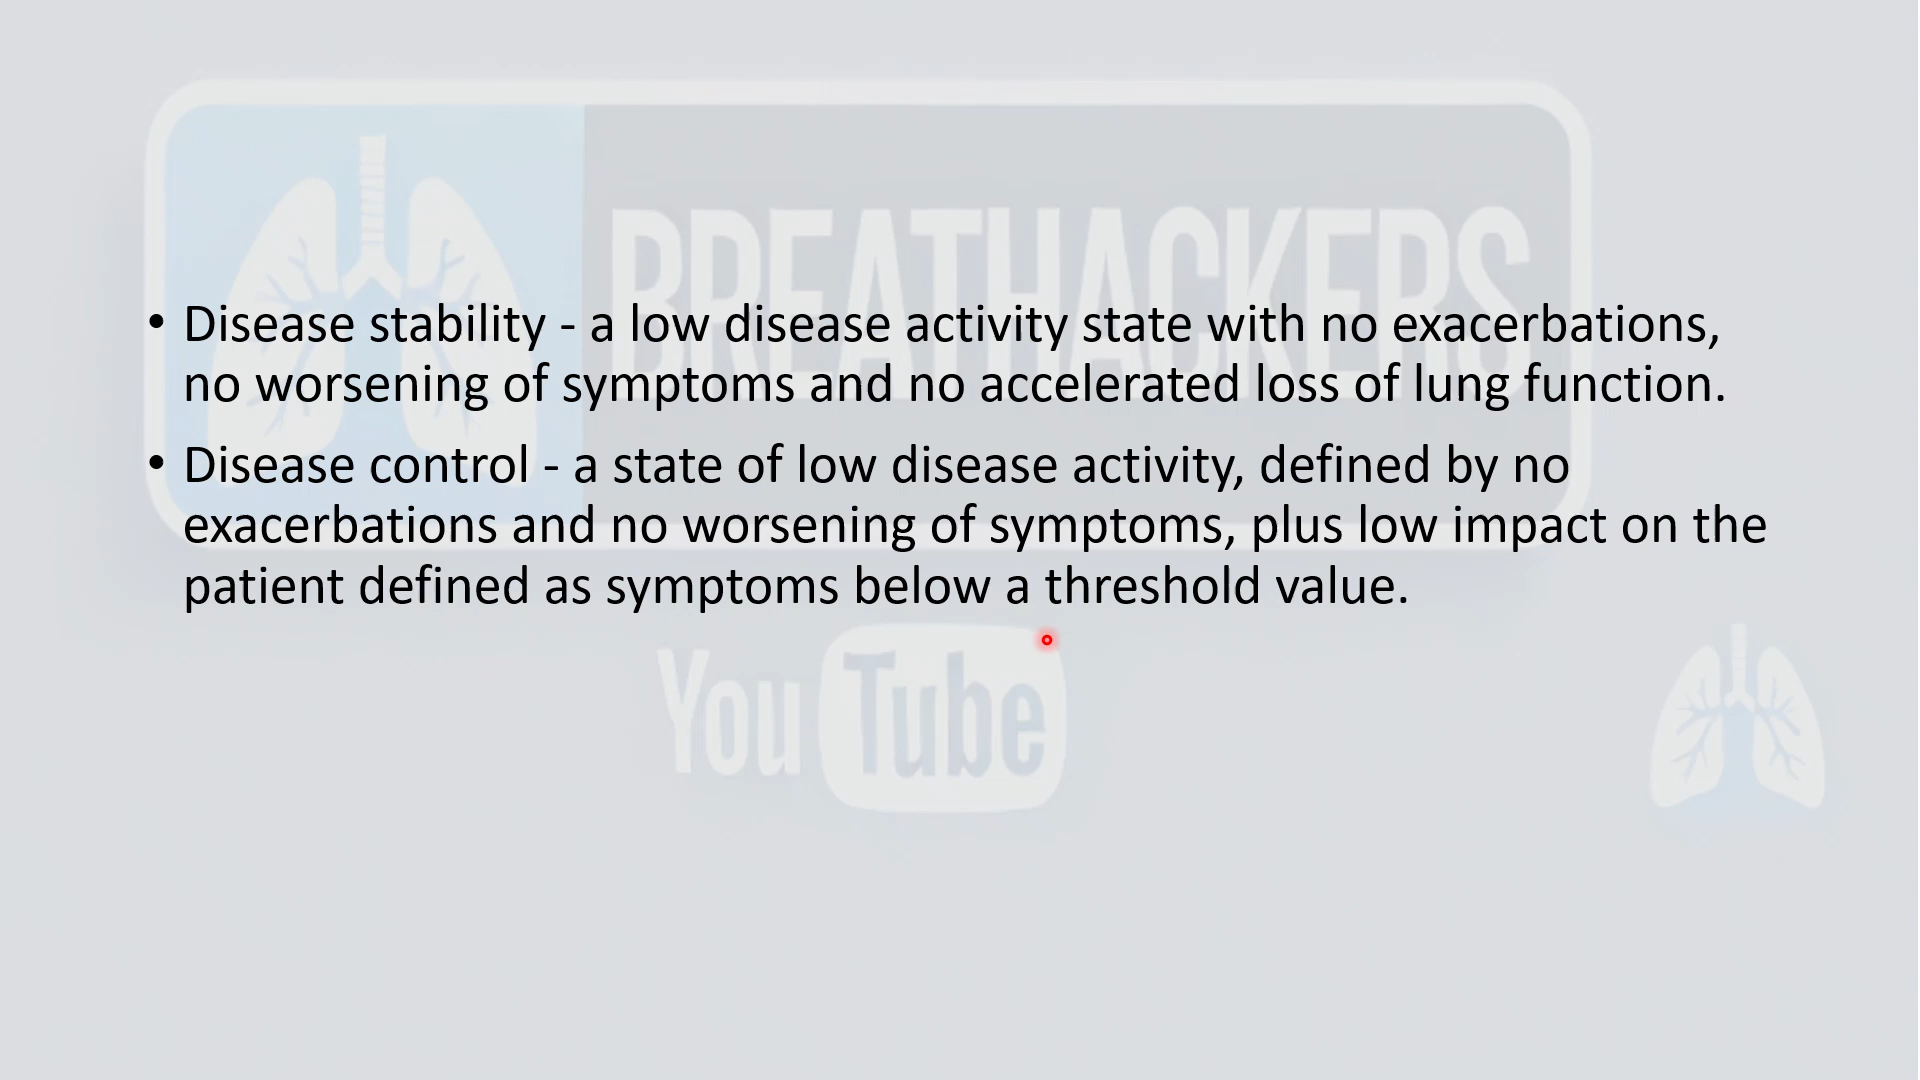 BREATHACKERS
• Disease stability - a low disease activity state with no exacerbations,
no worsening of symptoms and no accelerated loss of lung function.
• Disease control - a state of low disease activity, defined by no
exacerbations and no worsening of symptoms, plus low impact on the
patient defined as symptoms below a threshold value.
YouTube